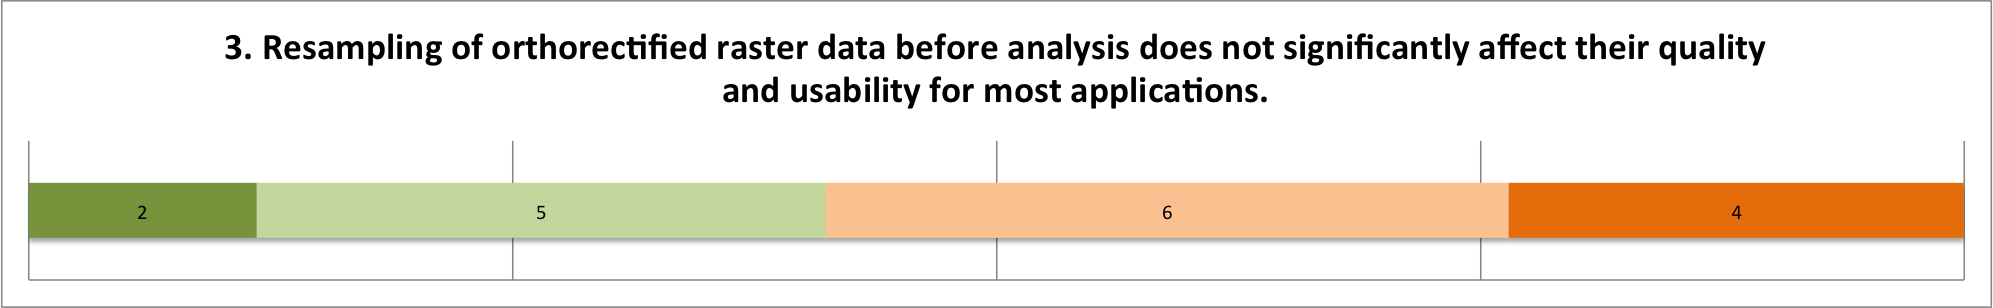 3. Resampling of orthorectified raster data before analysis does not significantly affect their quality
and usability for most applications.
2 5 6 4